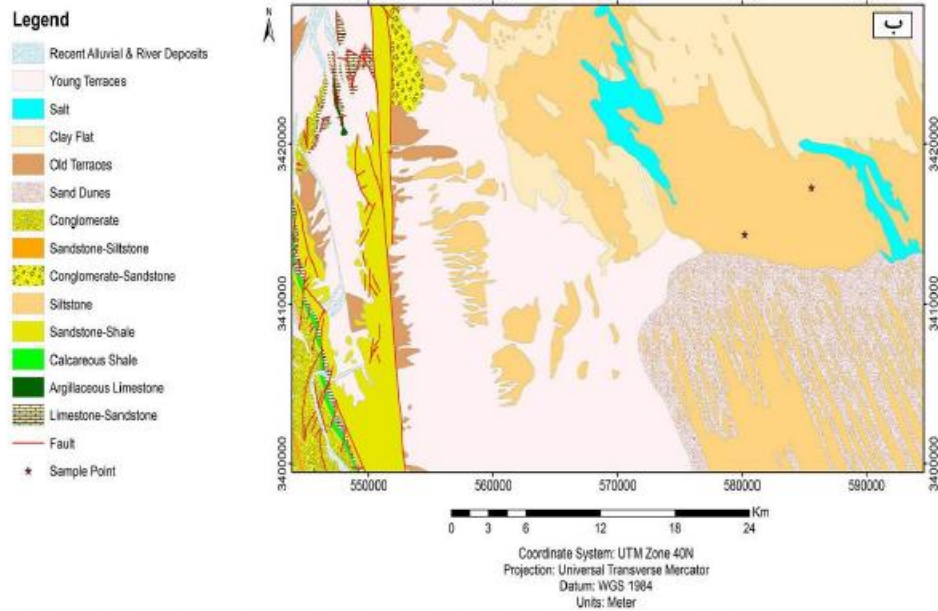 Legend
Recent Alluvial & River Deposits
Young Terraces
Salt
Clay Flat
Old Terraces
Sand Dunes
Conglomerate
Sandstone-Siltstone
Conglomerate-Sandstone
Siltstone
Sandstone-Shale
Calcareous Shale
Argillaceous Limestone
Limestone-Sandstone
Fault
Sample Point
N
ب
3420000
3420000
3410000
3410000
3400000
3400000
550000
560000
570000
580000
590000
0 3 6 12 18 24 Km
Coordinate System: UTM Zone 40N
Projection: Universal Transverse Mercator
Datum: WGS 1984
Units: Meter